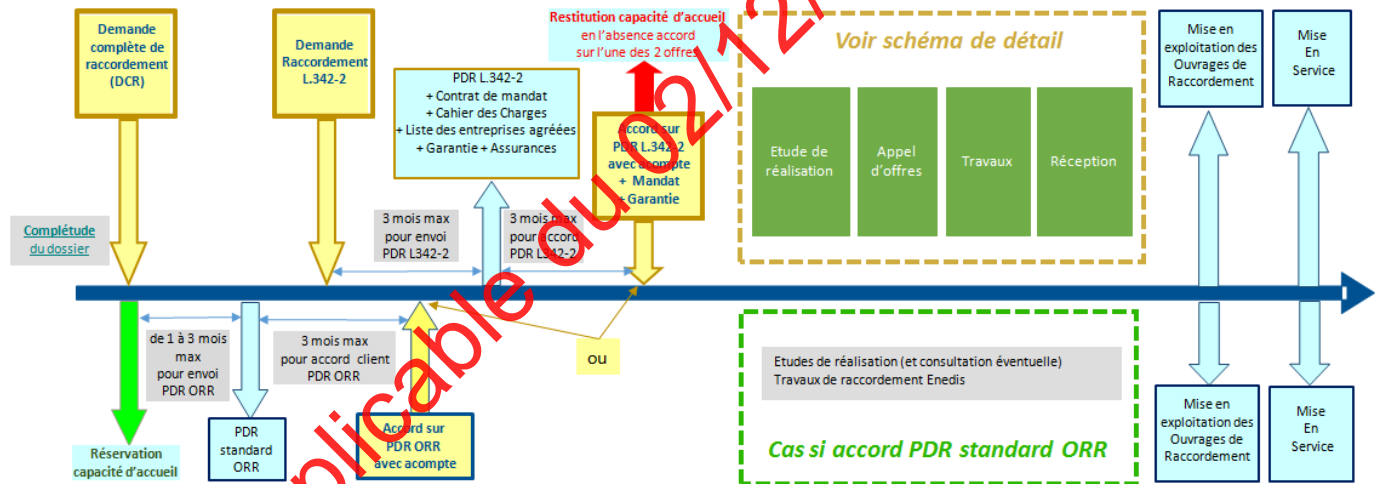 Demande
complète de
raccordement
(DCR)
Demande
Raccordement
L.342-2
PDR L.342-2
+ Contrat de mandat
+ Cahier des Charges
+ Liste des entreprises agréées
+ Garantie + Assurances
Restitution capacité d'accueil
en l'absence accord
sur l'une des 2 offres
Accord sur
PDR L.342-2
avec acompte
+ Mandat
+ Garantie
Voir schéma de détail
Etude de
réalisation
Appel
d'offres
Travaux
Réception
Mise en
exploitation des
Ouvrages de
Raccordement
Mise
En
Service
Complétude
du dossier
3 mois max
pour envoi
PDR L342-2
3 mois max
pour accord
PDR L342-2
de 1 à 3 mois
max
pour envoi
PDR ORR
3 mois max
pour accord client
PDR ORR
ou
Réservation
capacité d'accueil
PDR
standard
ORR
Accord sur
PDR ORR
avec acompte
Etudes de réalisation (et consultation éventuelle)
Travaux de raccordement Enedis
Cas si accord PDR standard ORR
Mise en
exploitation des
Ouvrages de
Raccordement
Mise
En
Service
plicable du 02/12/